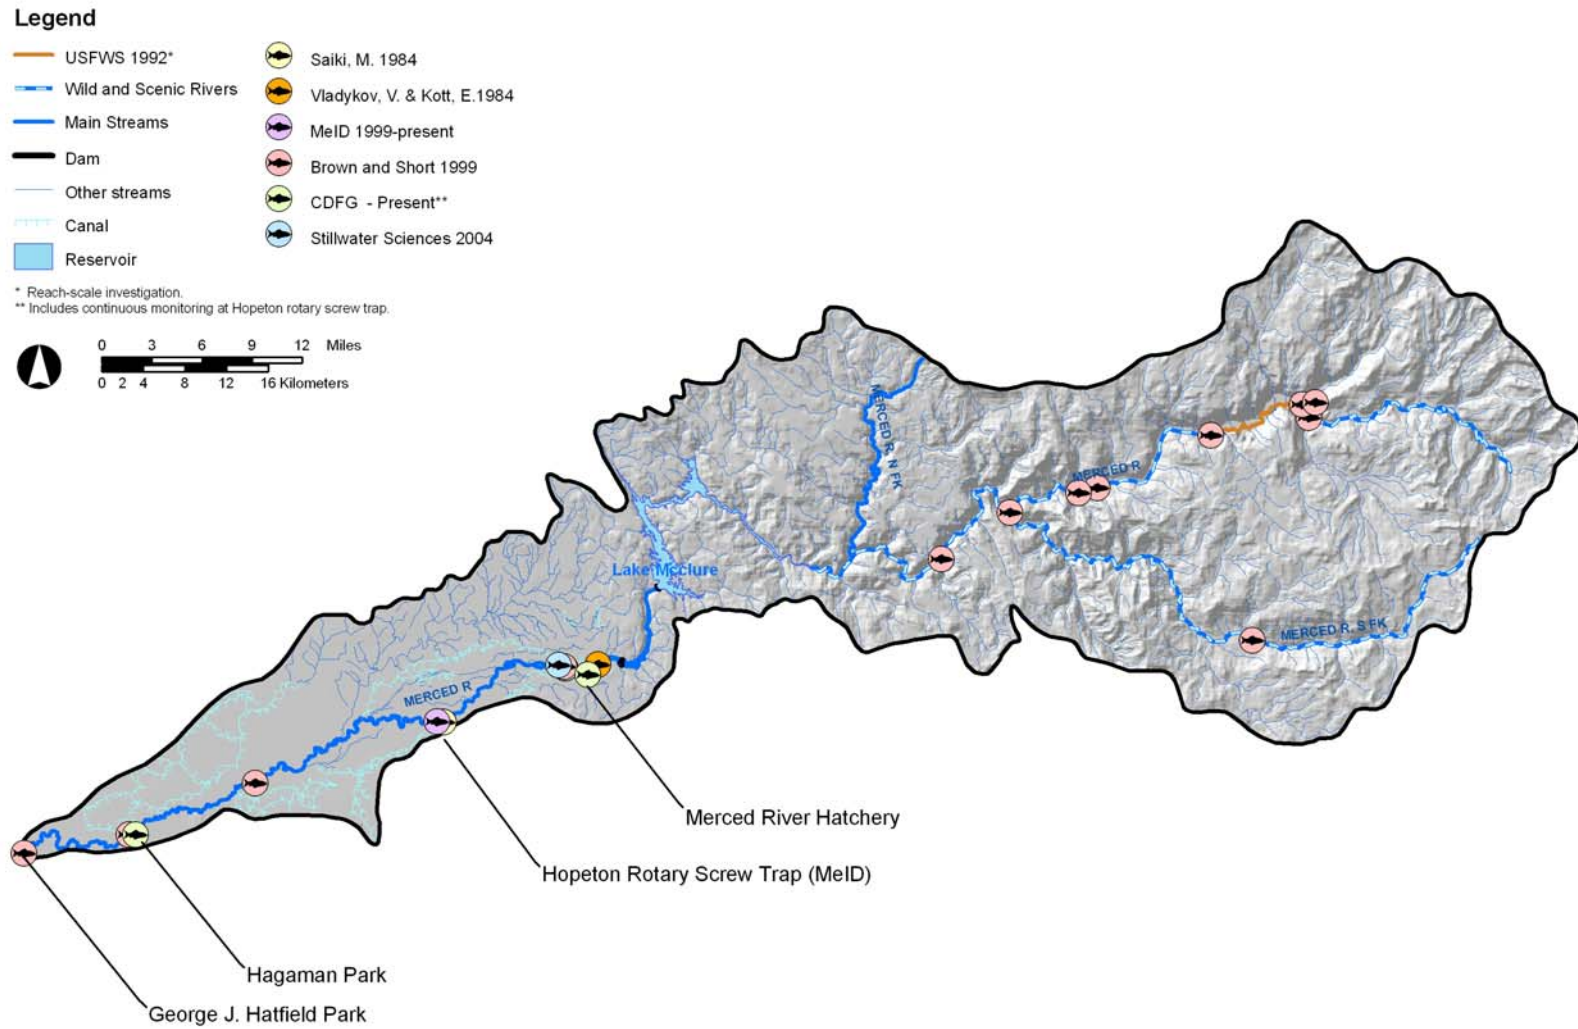 Legend
USFWS 1992*
Wild and Scenic Rivers
Main Streams
Dam
Other streams
Canal
Reservoir
Saiki, M. 1984
Vladykov, V. & Kott, E.1984
MeID 1999-present
Brown and Short 1999
CDFG - Present**
Stillwater Sciences 2004
* Reach-scale investigation.
** Includes continuous monitoring at Hopeton rotary screw trap.
0 3 6 9 12 Miles
0 2 4 8 12 16 Kilometers
MERCED R, N FK
MERCED R
Lake Mcclure
MERCED R, S FK
MERCED R
Merced River Hatchery
Hopeton Rotary Screw Trap (MeID)
Hagaman Park
George J. Hatfield Park